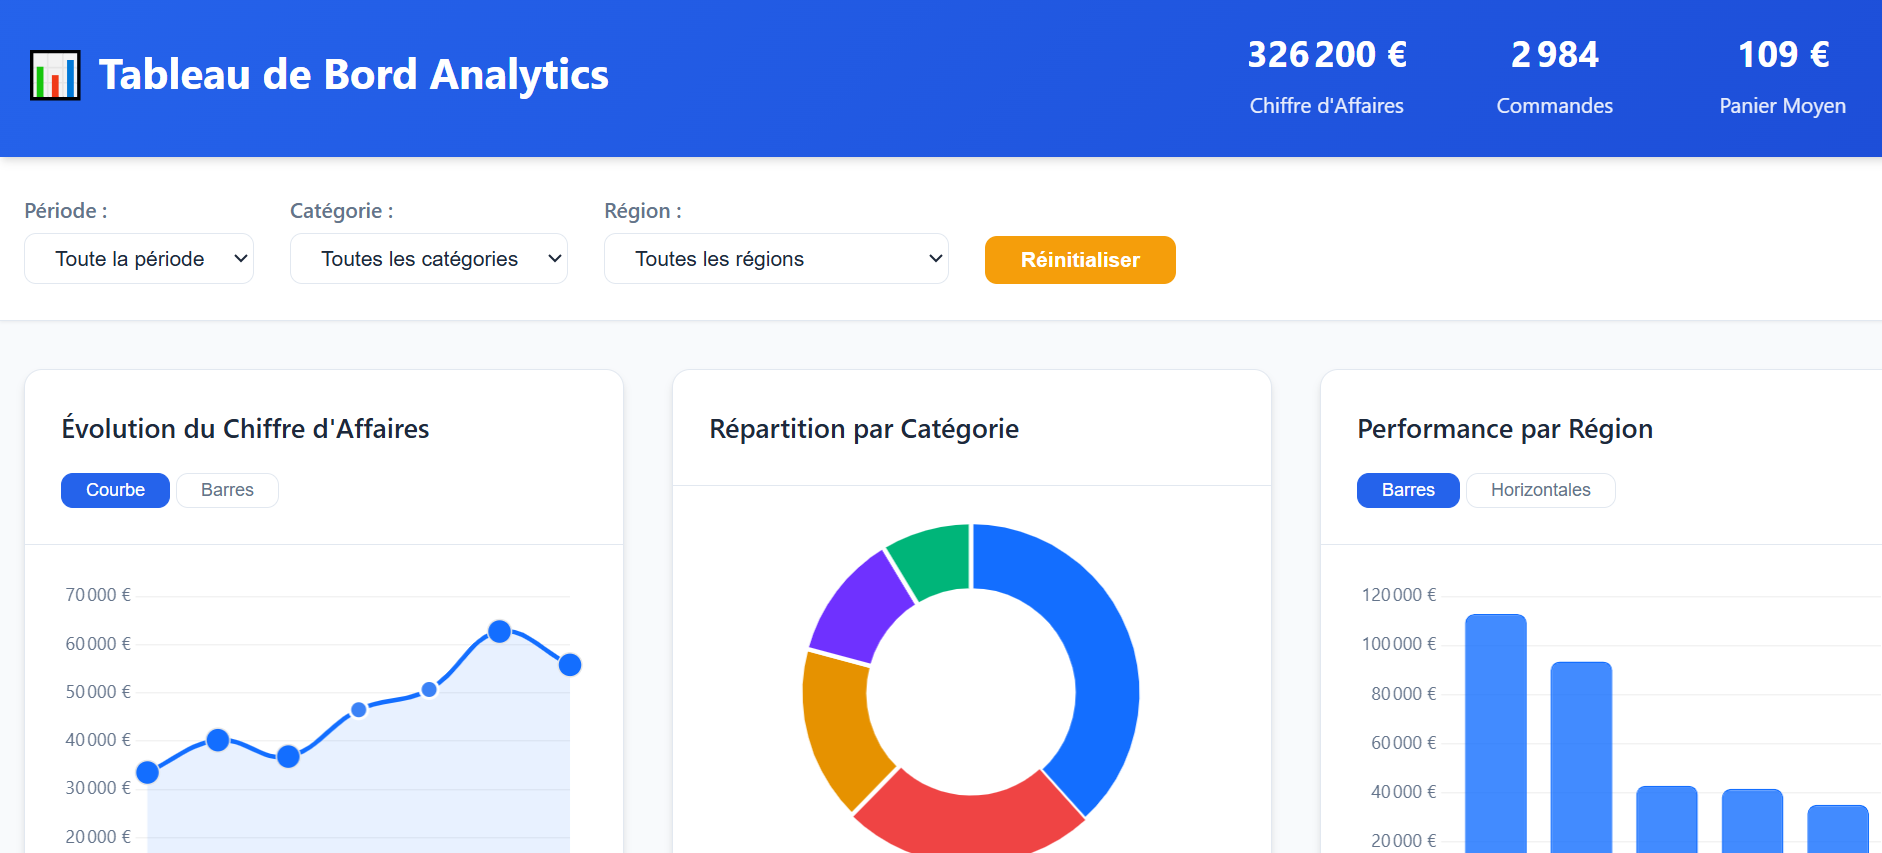 Tableau de Bord Analytics
326 200 €
Chiffre d'Affaires
2 984
Commandes
109 €
Panier Moyen
Période :
Toute la période
Catégorie :
Toutes les catégories
Région :
Toutes les régions
Réinitialiser
Évolution du Chiffre d'Affaires
Courbe
Barres
70 000 €
60 000 €
50 000 €
40 000 €
30 000 €
20 000 €
Répartition par Catégorie
Performance par Région
Barres
Horizontales
120 000 €
100 000 €
80 000 €
60 000 €
40 000 €
20 000 €